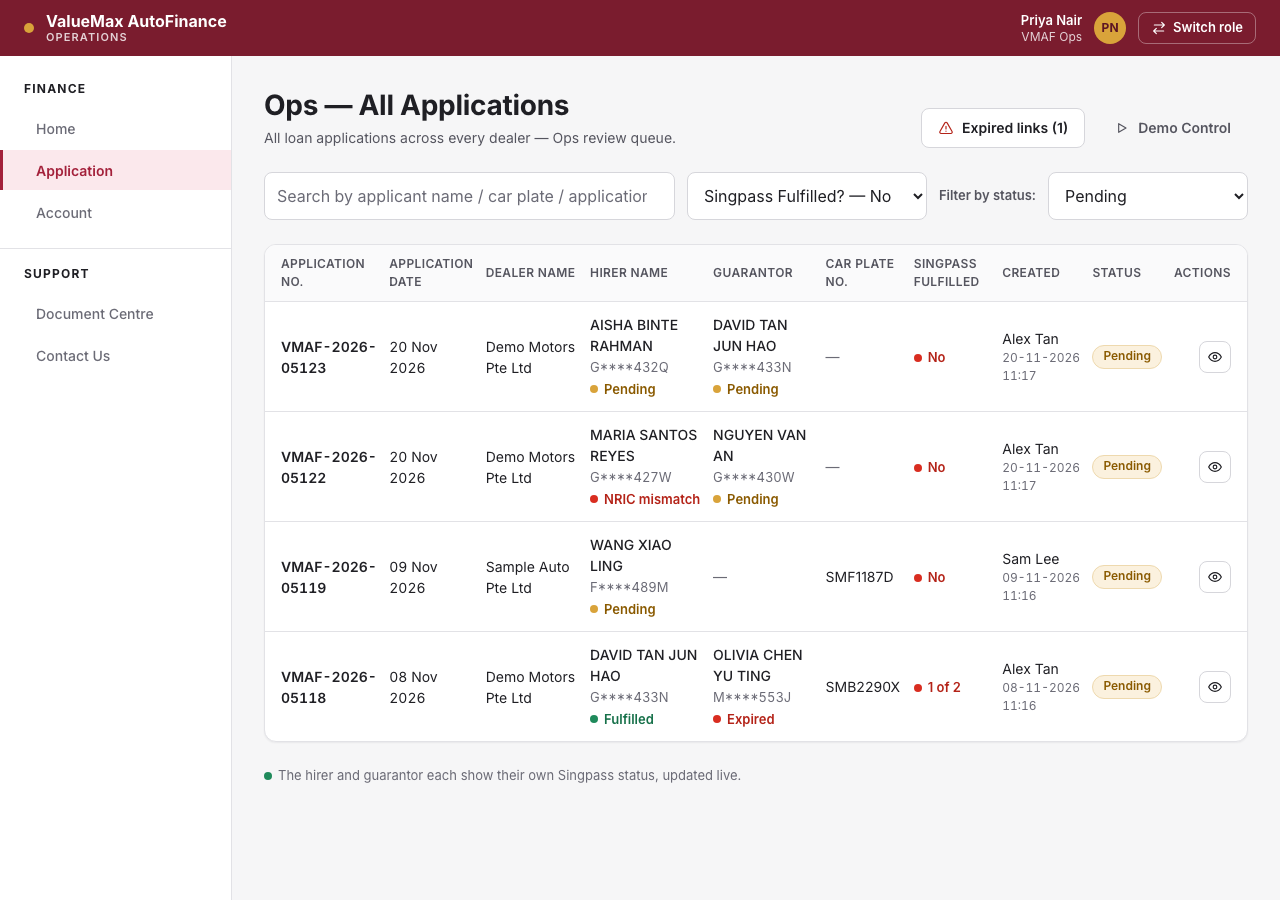 ValueMax AutoFinance
OPERATIONS
Priya Nair
VMAF Ops
PN
Switch role
FINANCE
Home
Application
Account
SUPPORT
Document Centre
Contact Us
Ops — All Applications
All loan applications across every dealer — Ops review queue.
Expired links (1)
Demo Control
Search by applicant name / car plate / application
Singpass Fulfilled? — No
Filter by status:
Pending
APPLICATION NO.
APPLICATION DATE
DEALER NAME
HIRER NAME
GUARANTOR
CAR PLATE NO.
SINGPASS FULFILLED
CREATED
STATUS
ACTIONS
VMAF-2026-05123
20 Nov 2026
Demo Motors Pte Ltd
AISHA BINTE RAHMAN
G****432Q
Pending
DAVID TAN JUN HAO
G****433N
Pending
—
No
Alex Tan
20-11-2026 11:17
Pending
VMAF-2026-05122
20 Nov 2026
Demo Motors Pte Ltd
MARIA SANTOS REYES
G****427W
NRIC mismatch
NGUYEN VAN AN
G****430W
Pending
—
No
Alex Tan
20-11-2026 11:17
Pending
VMAF-2026-05119
09 Nov 2026
Sample Auto Pte Ltd
WANG XIAO LING
F****489M
Pending
—
SMF1187D
No
Sam Lee
09-11-2026 11:16
Pending
VMAF-2026-05118
08 Nov 2026
Demo Motors Pte Ltd
DAVID TAN JUN HAO
G****433N
Fulfilled
OLIVIA CHEN YU TING
M****553J
Expired
SMB2290X
1 of 2
Alex Tan
08-11-2026 11:16
Pending
The hirer and guarantor each show their own Singpass status, updated live.